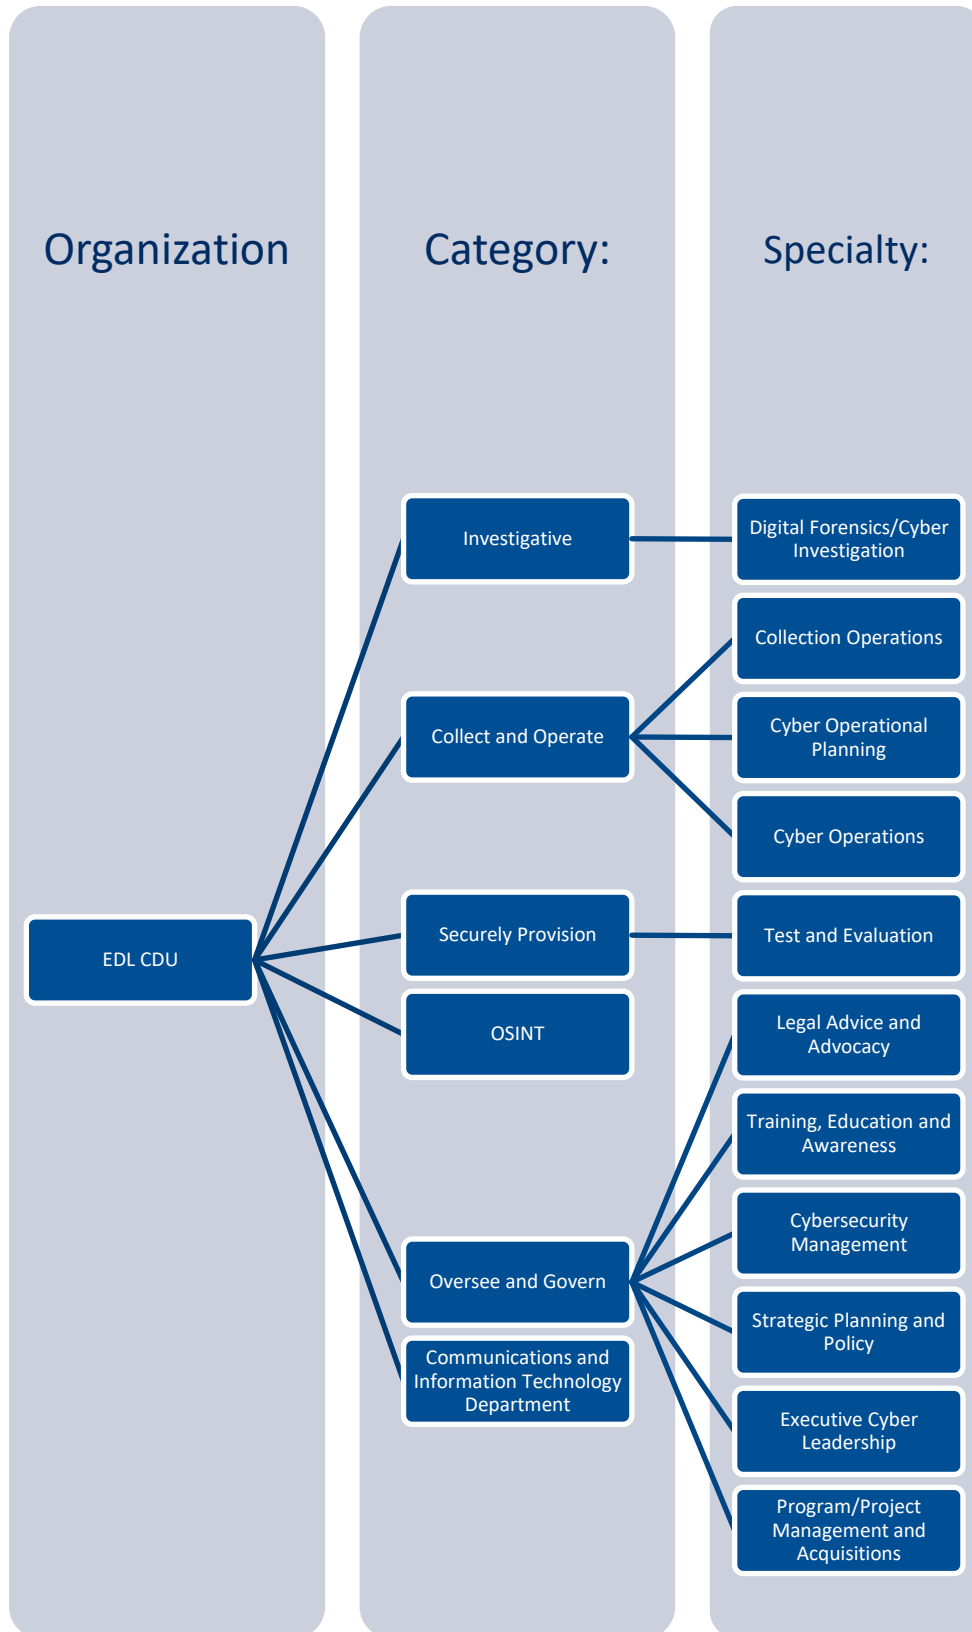 Organization
Category:
Specialty:
EDL CDU
Investigative
Digital Forensics/Cyber
Investigation
Collect and Operate
Collection Operations
Cyber Operational
Planning
Cyber Operations
Securely Provision
Test and Evaluation
OSINT
Oversee and Govern
Legal Advice and
Advocacy
Training, Education and
Awareness
Cybersecurity
Management
Strategic Planning and
Policy
Executive Cyber
Leadership
Program/Project
Management and
Acquisitions
Communications and
Information Technology
Department